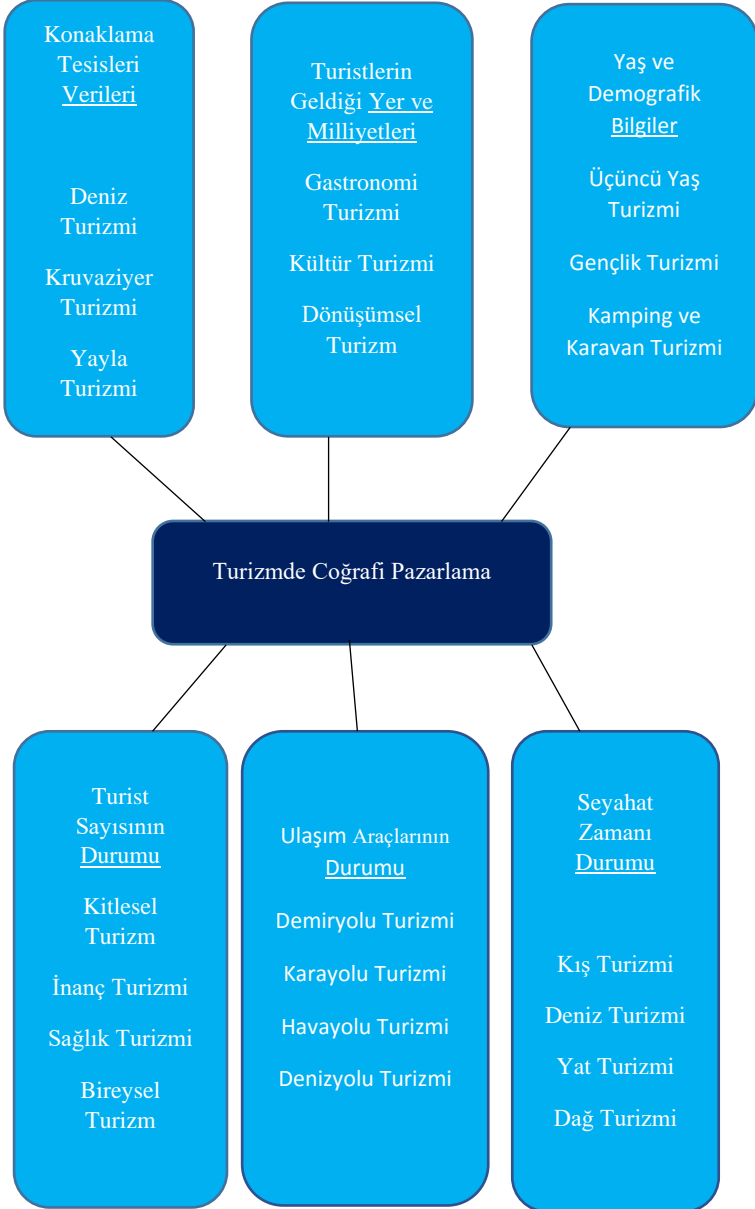 Konaklama
Tesisleri
Verileri
Deniz
Turizmi
Kruvaziyer
Turizmi
Yayla
Turizmi
Turistlerin
Geldiği Yer ve
Milliyetleri
Gastronomi
Turizmi
Kültür Turizmi
Dönüşümsel
Turizm
Yaş ve
Demografik
Bilgiler
Üçüncü Yaş
Turizmi
Gençlik Turizmi
Kamping ve
Karavan Turizmi
Turizmde Coğrafi Pazarlama
Turist
Sayısının
Durumu
Kitlesel
Turizm
İnanç Turizmi
Sağlık Turizmi
Bireysel
Turizm
Ulaşım Araçlarının
Durumu
Demiryolu Turizmi
Karayolu Turizmi
Havayolu Turizmi
Denizyolu Turizmi
Seyahat
Zamanı
Durumu
Kış Turizmi
Deniz Turizmi
Yat Turizmi
Dağ Turizmi